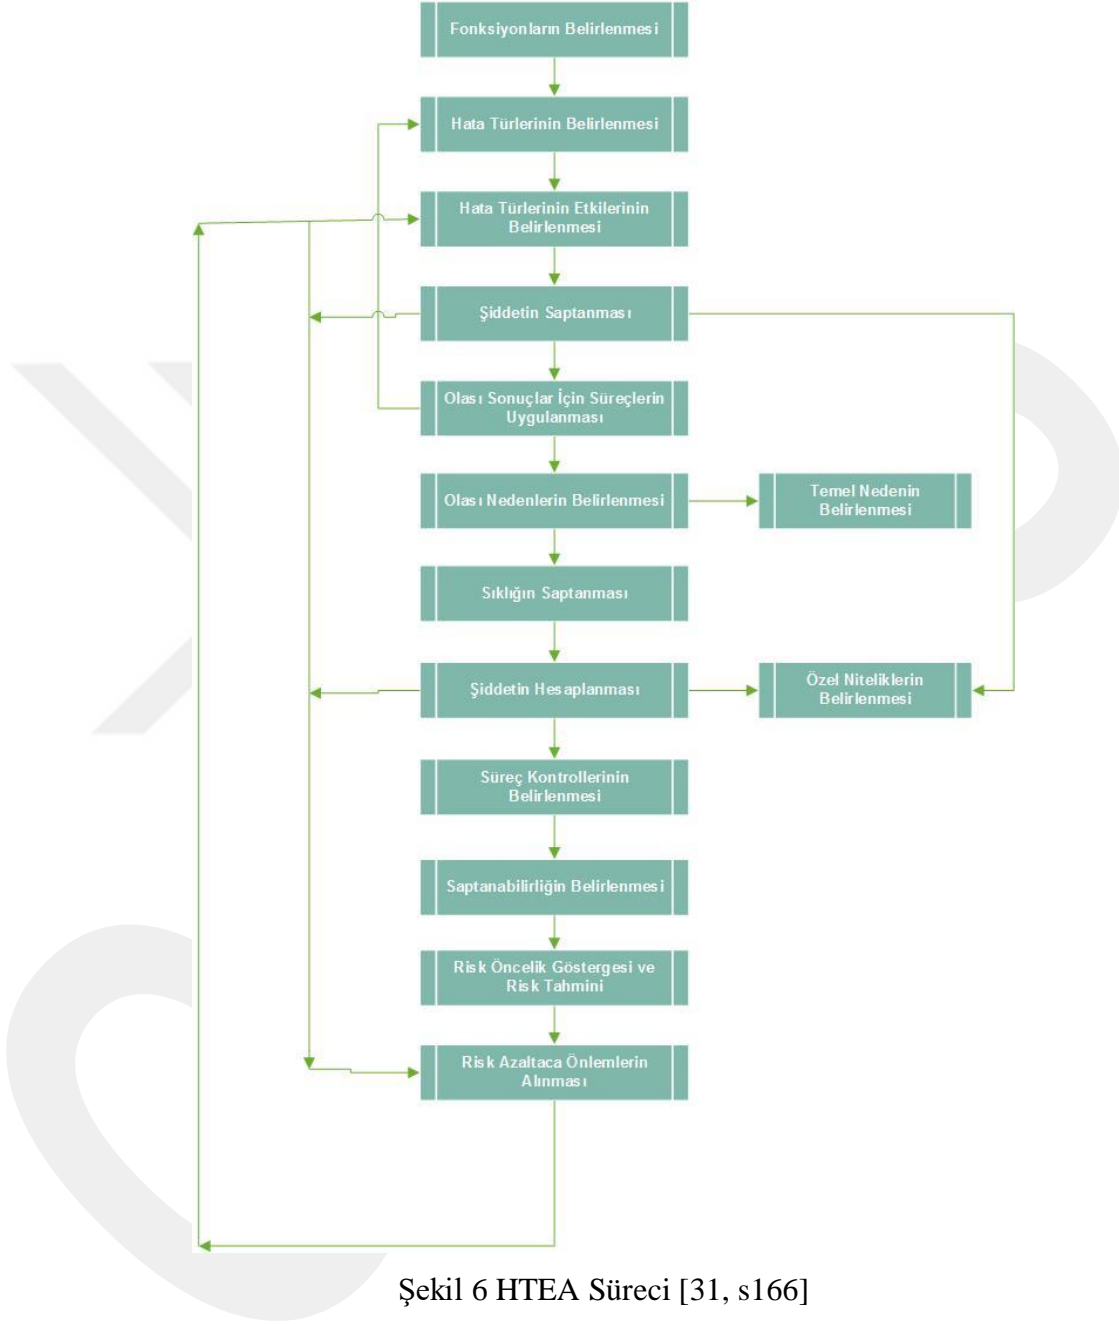 Fonksiyonların Belirlenmesi
Hata Türlerinin Belirlenmesi
Hata Türlerinin Etkilerinin
Belirlenmesi
Şiddetin Saptanması
Olası Sonuçlar İçin Süreçlerin
Uygulanması
Olası Nedenlerin Belirlenmesi
Temel Nedenin
Belirlenmesi
Sıklığın Saptanması
Şiddetin Hesaplanması
Özel Niteliklerin
Belirlenmesi
Süreç Kontrollerinin
Belirlenmesi
Saptanabilirliğin Belirlenmesi
Risk Öncelik Göstergesi ve
Risk Tahmini
Risk Azaltaca Önlemlerin
Alınması
Şekil 6 HTEA Süreci [31, s166]